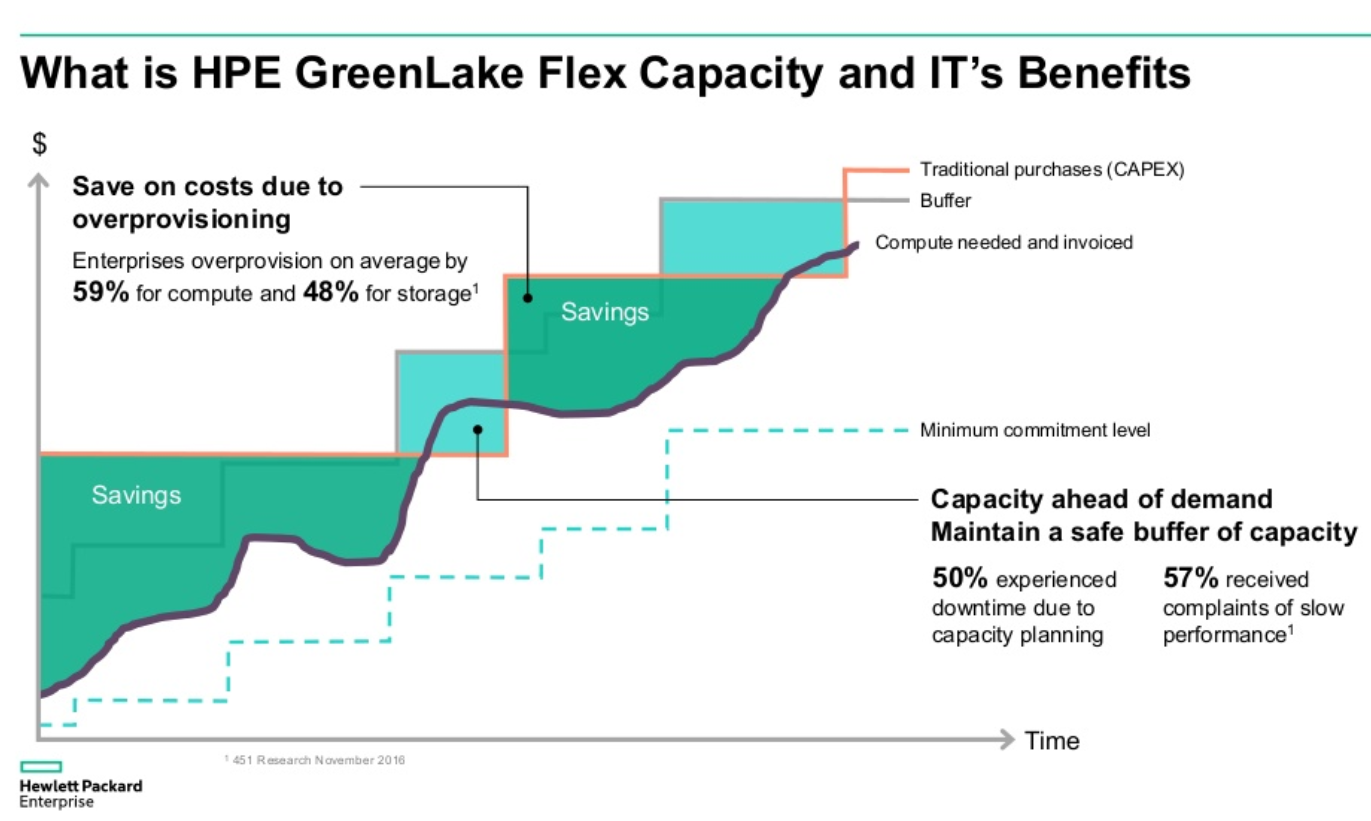 What is HPE GreenLake Flex Capacity and IT’s Benefits
$
Save on costs due to
overprovisioning
Enterprises overprovision on average by
59% for compute and 48% for storage¹
Traditional purchases (CAPEX)
Buffer
Compute needed and invoiced
Savings
Savings
Minimum commitment level
Capacity ahead of demand
Maintain a safe buffer of capacity
50% experienced
downtime due to
capacity planning
57% received
complaints of slow
performance¹
Time
¹ 451 Research November 2016
Hewlett Packard
Enterprise